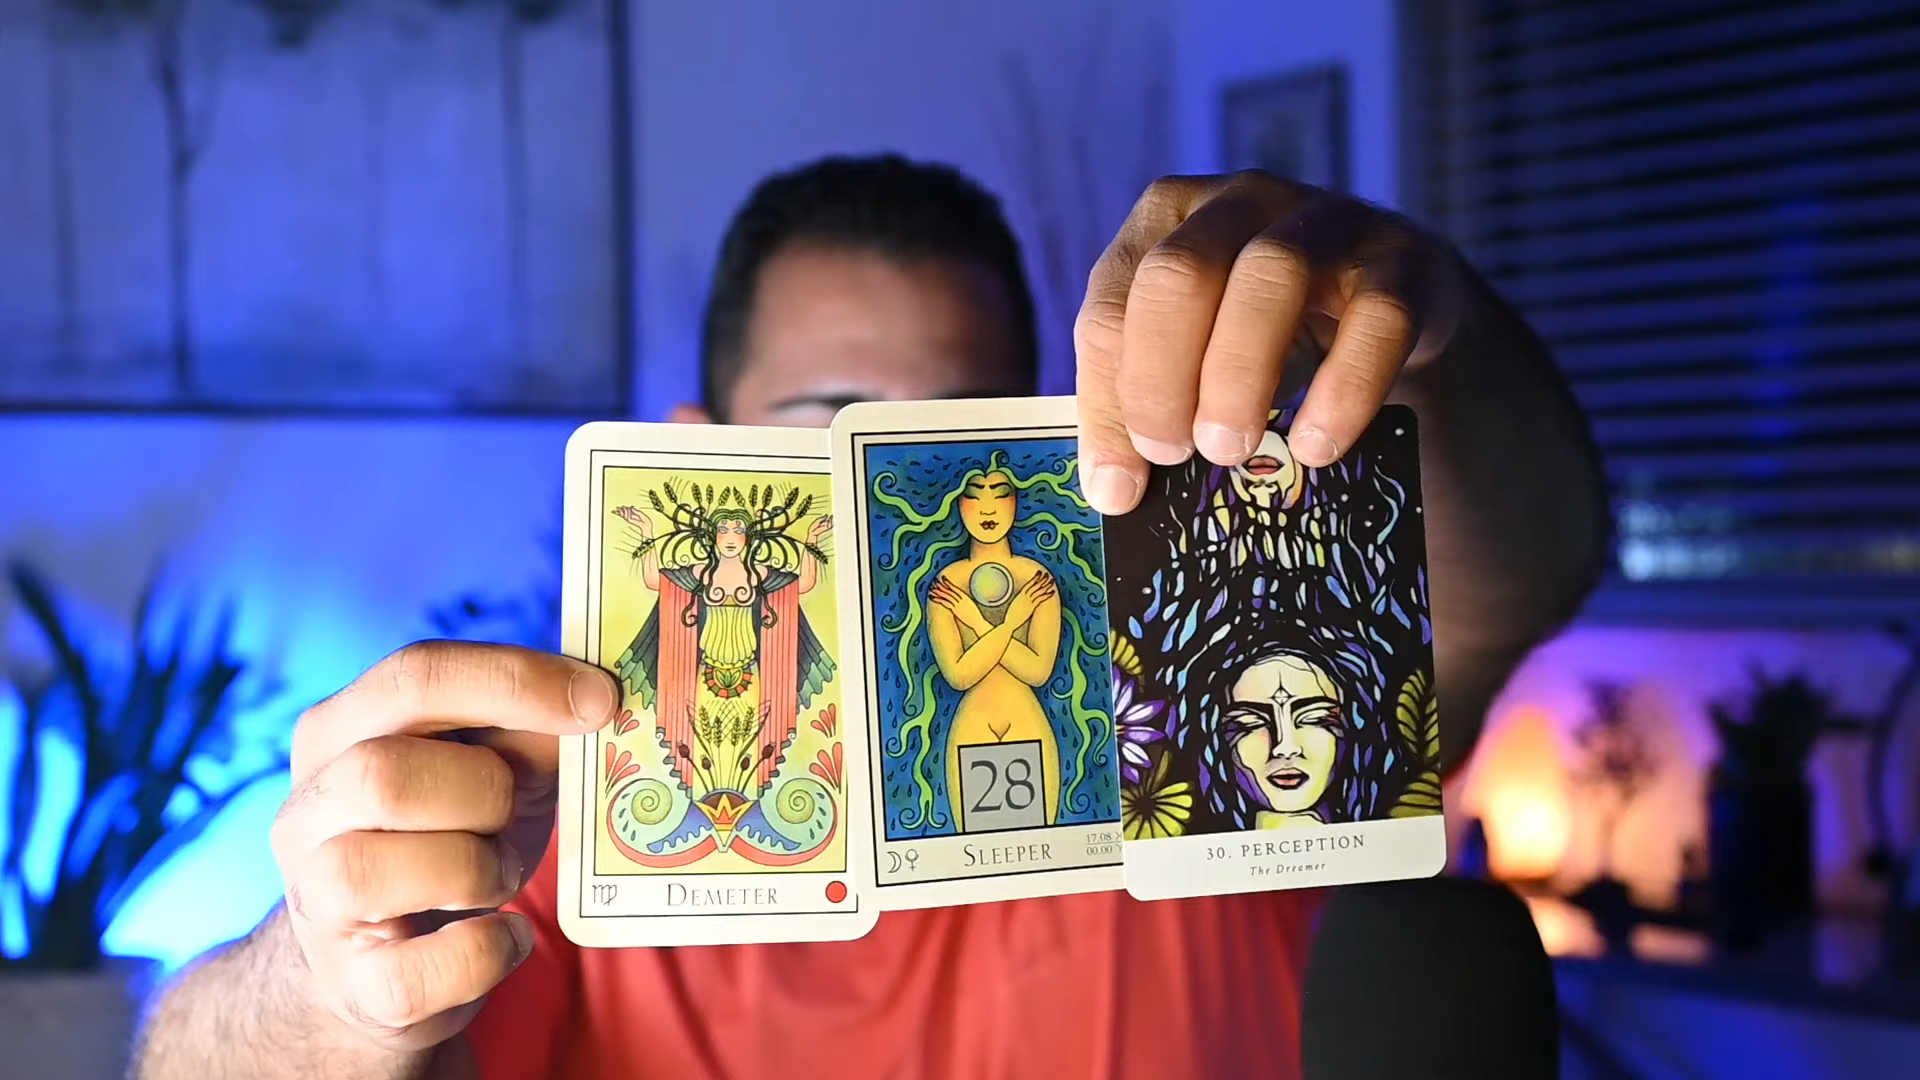 DEMETER
28
SLEEPER
17.08
00.00
30. PERCEPTION
The Dreamer